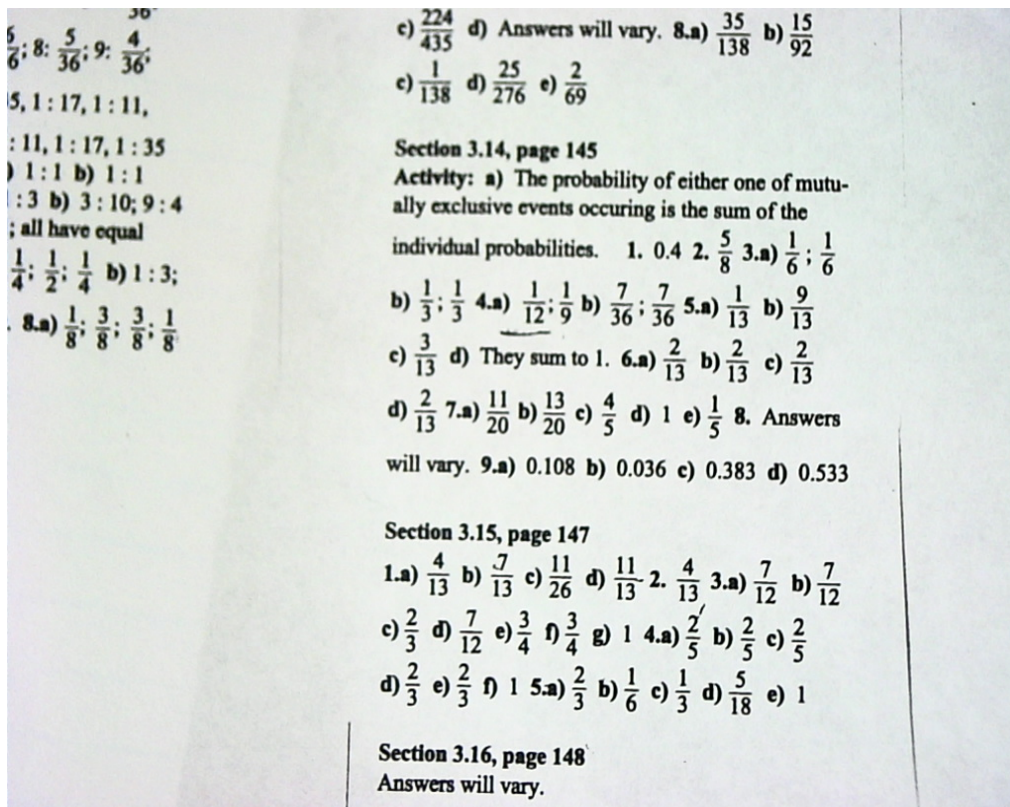 36
5/6; 8: 5/36; 9: 4/36;
5, 1 : 17, 1 : 11,
: 11, 1 : 17, 1 : 35
) 1 : 1 b) 1 : 1
: 3 b) 3 : 10; 9 : 4
; all have equal
1/4; 1/2; 1/4 b) 1 : 3;
. 8.a) 1/8; 3/8; 3/8; 1/8
c) 224/435 d) Answers will vary. 8.a) 35/138 b) 15/92
c) 1/138 d) 25/276 e) 2/69
Section 3.14, page 145
Activity: a) The probability of either one of mutu-
ally exclusive events occuring is the sum of the
individual probabilities. 1. 0.4 2. 5/8 3.a) 1/6; 1/6
b) 1/3; 1/3 4.a) 1/12; 1/9 b) 7/36; 7/36 5.a) 1/13 b) 9/13
c) 3/13 d) They sum to 1. 6.a) 2/13 b) 2/13 c) 2/13
d) 2/13 7.a) 11/20 b) 13/20 c) 4/5 d) 1 e) 1/5 8. Answers
will vary. 9.a) 0.108 b) 0.036 c) 0.383 d) 0.533
Section 3.15, page 147
1.a) 4/13 b) 7/13 c) 11/26 d) 11/13 2. 4/13 3.a) 7/12 b) 7/12
c) 2/3 d) 7/12 e) 3/4 f) 3/4 g) 1 4.a) 2/5 b) 2/5 c) 2/5
d) 2/3 e) 2/3 f) 1 5.a) 2/3 b) 1/6 c) 1/3 d) 5/18 e) 1
Section 3.16, page 148
Answers will vary.